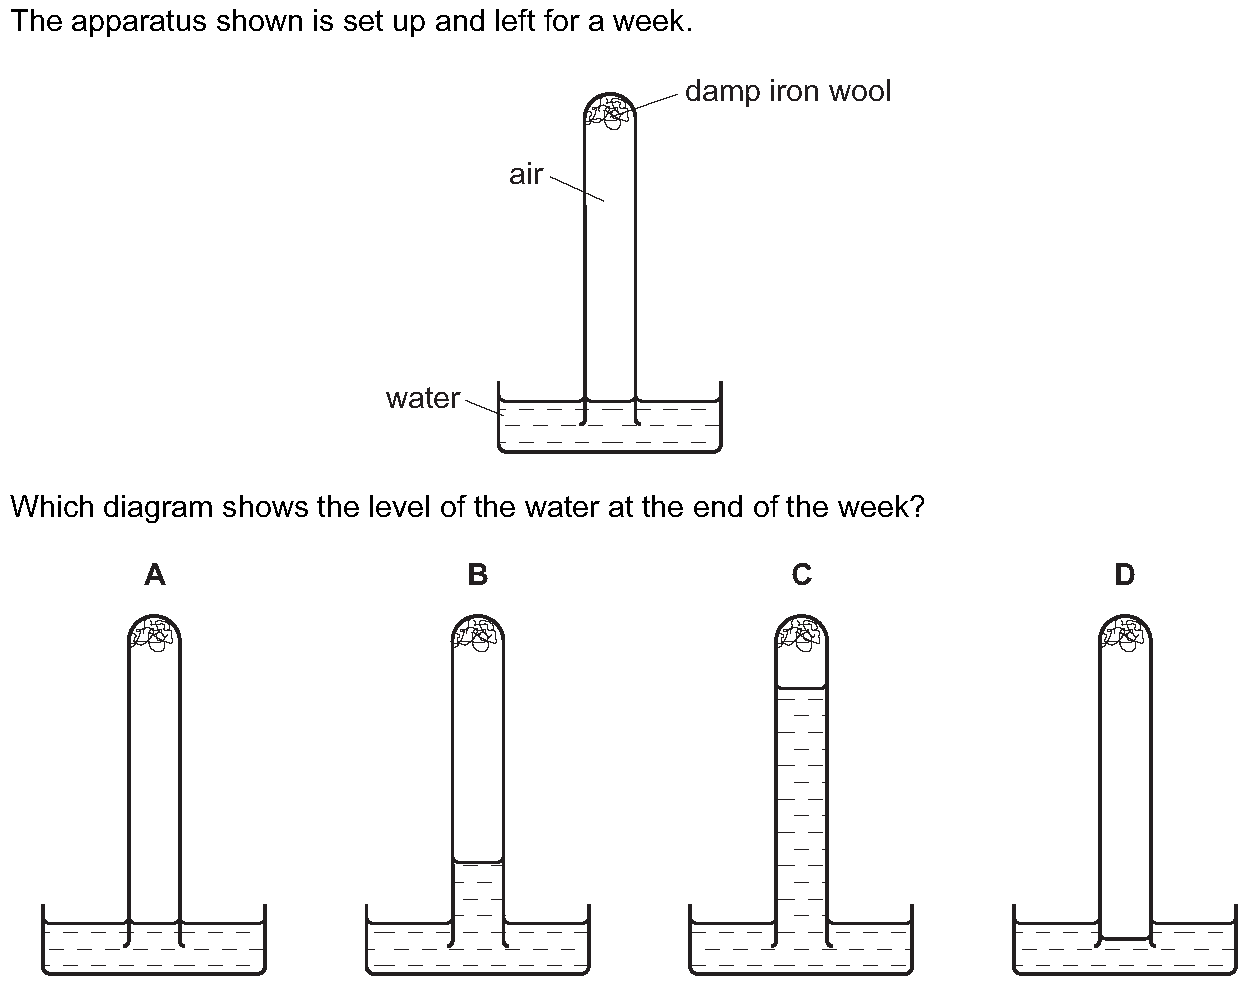 The apparatus shown is set up and left for a week.
damp iron wool
air
water
Which diagram shows the level of the water at the end of the week?
A B C D